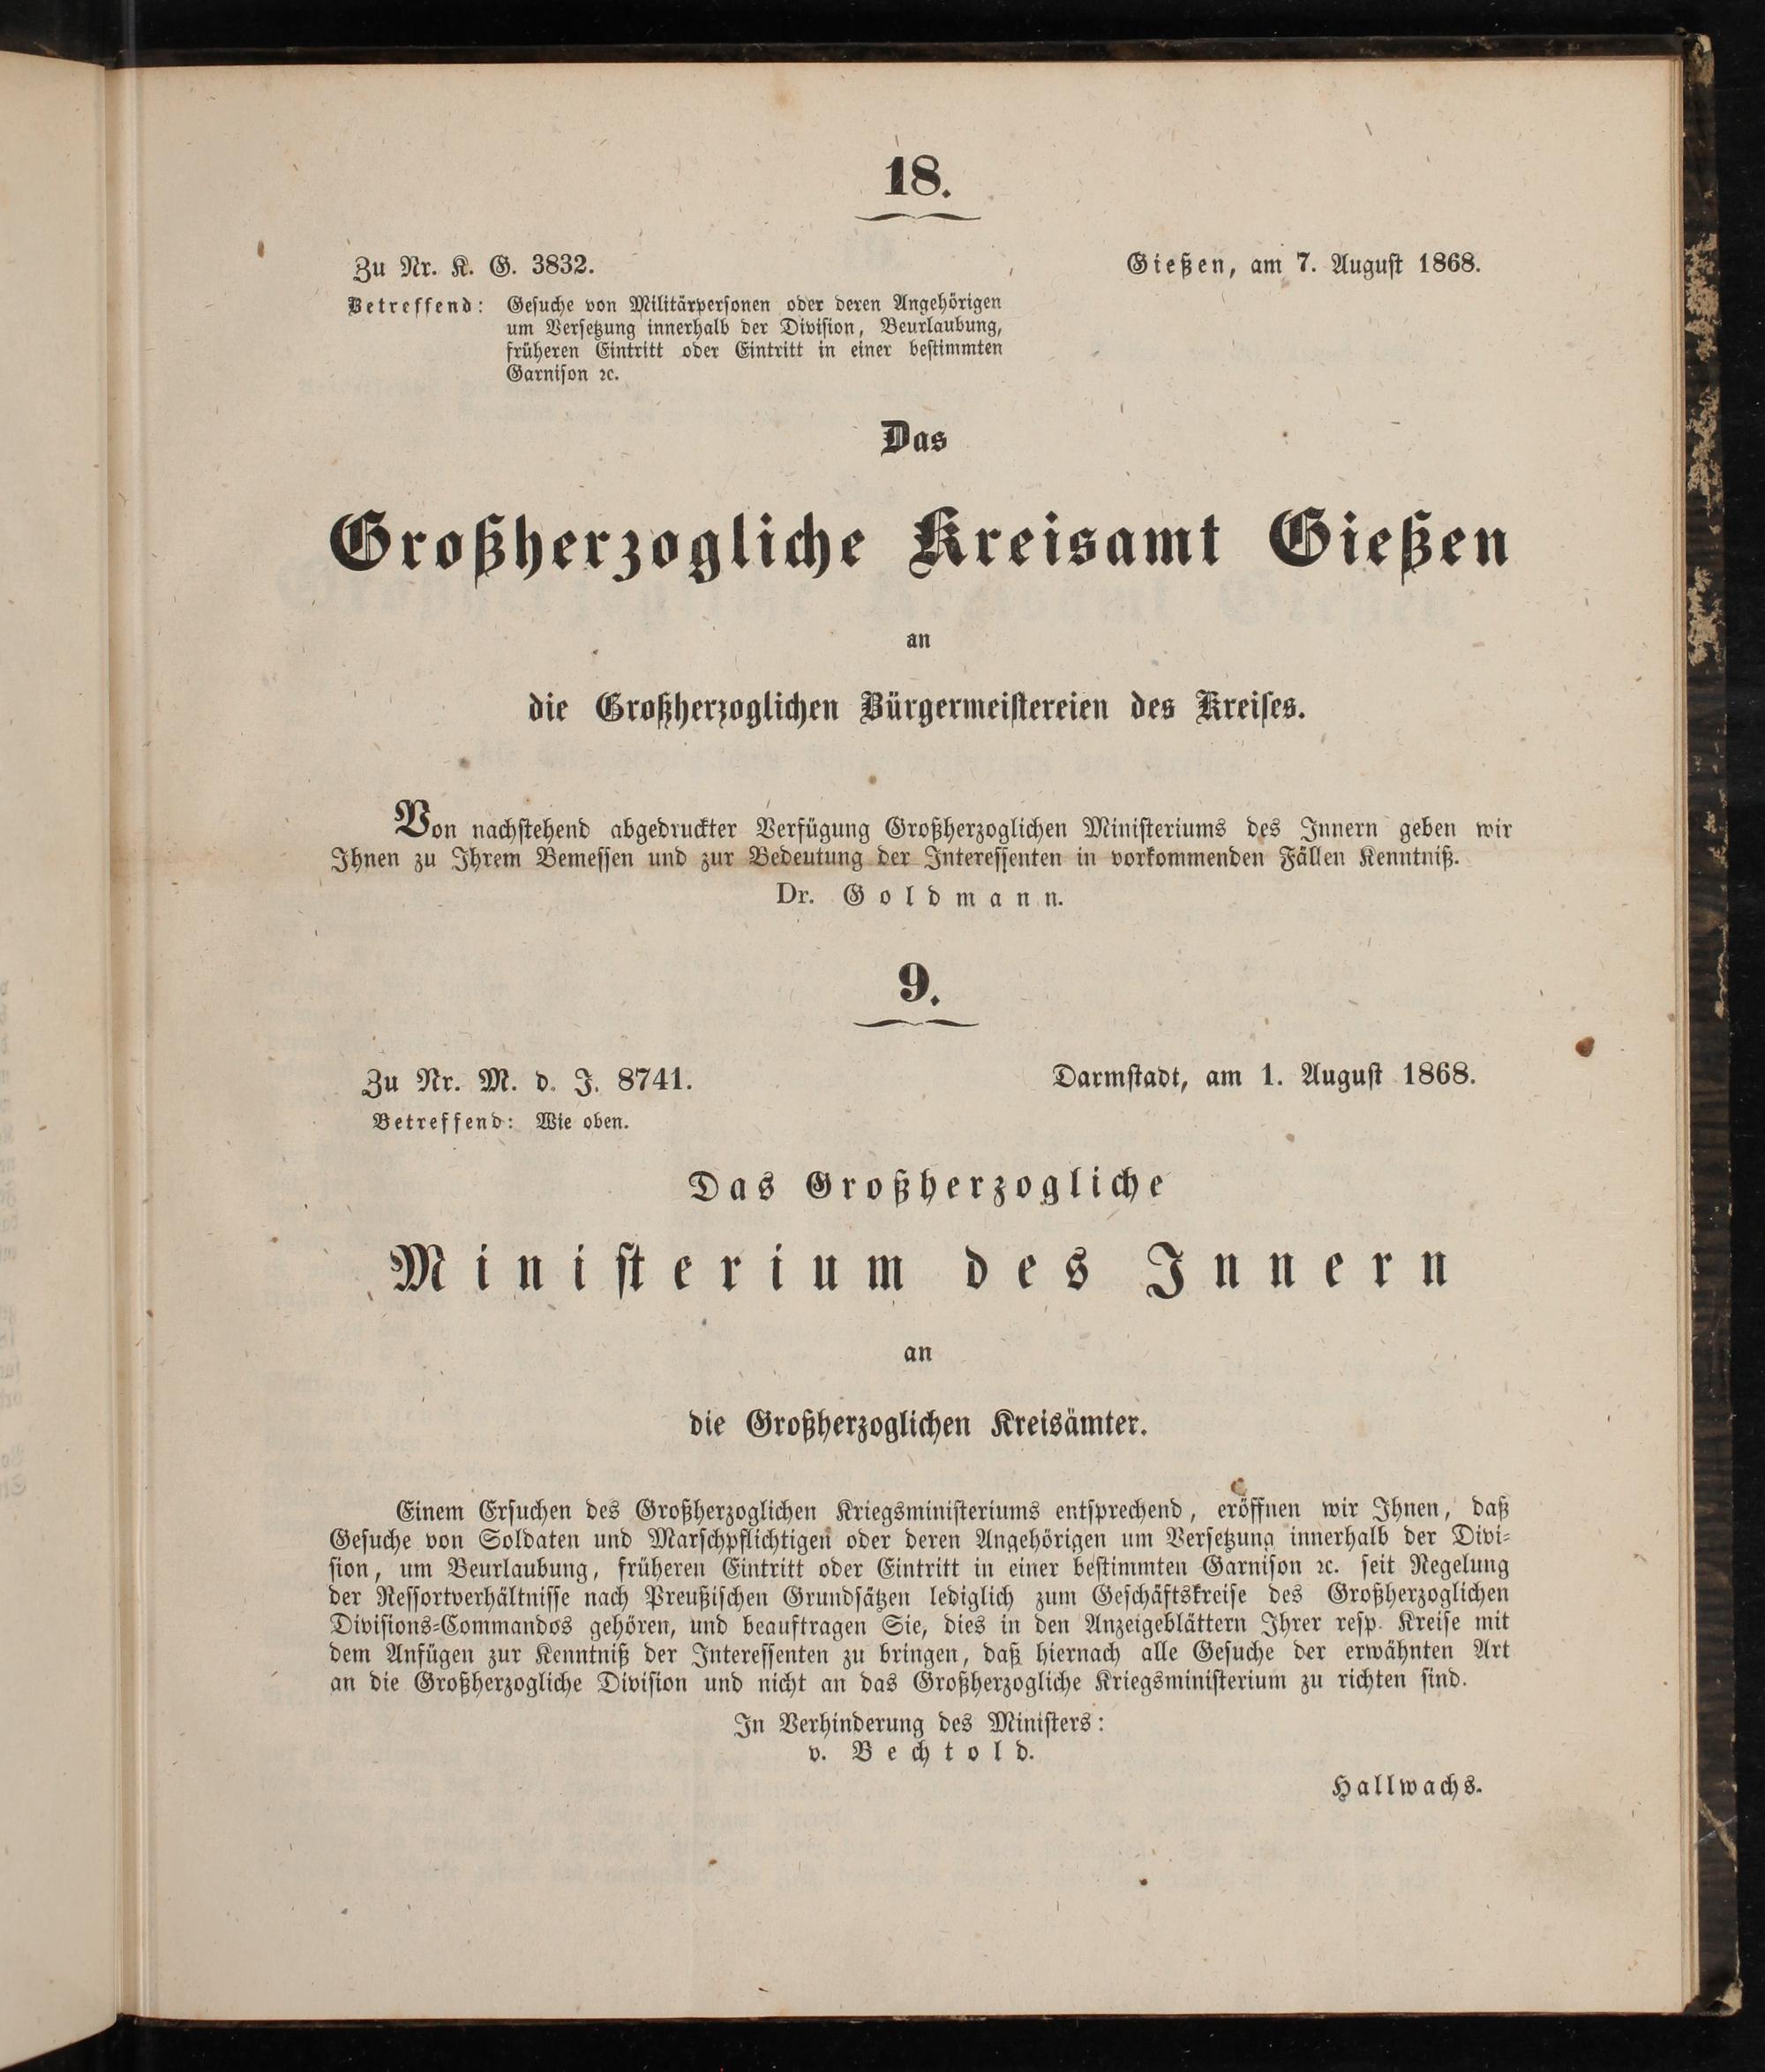 18.
Zu Nr. K. G. 3832.
Gießen, am 7. August 1868.
Betreffend: Gesuche von Militärpersonen oder deren Angehörigen
um Versetzung innerhalb der Division, Beurlaubung,
früheren Eintritt oder Eintritt in einer bestimmten
Garnison ꝛc.
Das
Großherzogliche Kreisamt Gießen
an
die Großherzoglichen Bürgermeistereien des Kreises.
Von nachstehend abgedruckter Verfügung Großherzoglichen Ministeriums des Innern geben wir
Ihnen zu Ihrem Bemessen und zur Bedeutung der Interessenten in vorkommenden Fällen Kenntniß.
Dr. Goldmann.
9.
Zu Nr. M. d. J. 8741.
Darmstadt, am 1. August 1868.
Betreffend: Wie oben.
Das Großherzogliche
Ministerium des Innern
an
die Großherzoglichen Kreisämter.
Einem Ersuchen des Großherzoglichen Kriegsministeriums entsprechend, eröffnen wir Ihnen, daß
Gesuche von Soldaten und Marschpflichtigen oder deren Angehörigen um Versetzung innerhalb der Divi-
sion, um Beurlaubung, früheren Eintritt oder Eintritt in einer bestimmten Garnison ꝛc. seit Regelung
der Ressortverhältnisse nach Preußischen Grundsätzen lediglich zum Geschäftskreise des Großherzoglichen
Divisions-Commandos gehören, und beauftragen Sie, dies in den Anzeigeblättern Ihrer resp. Kreise mit
dem Anfügen zur Kenntniß der Interessenten zu bringen, daß hiernach alle Gesuche der erwähnten Art
an die Großherzogliche Division und nicht an das Großherzogliche Kriegsministerium zu richten sind.
In Verhinderung des Ministers:
v. Bechtold.
Hallwachs.